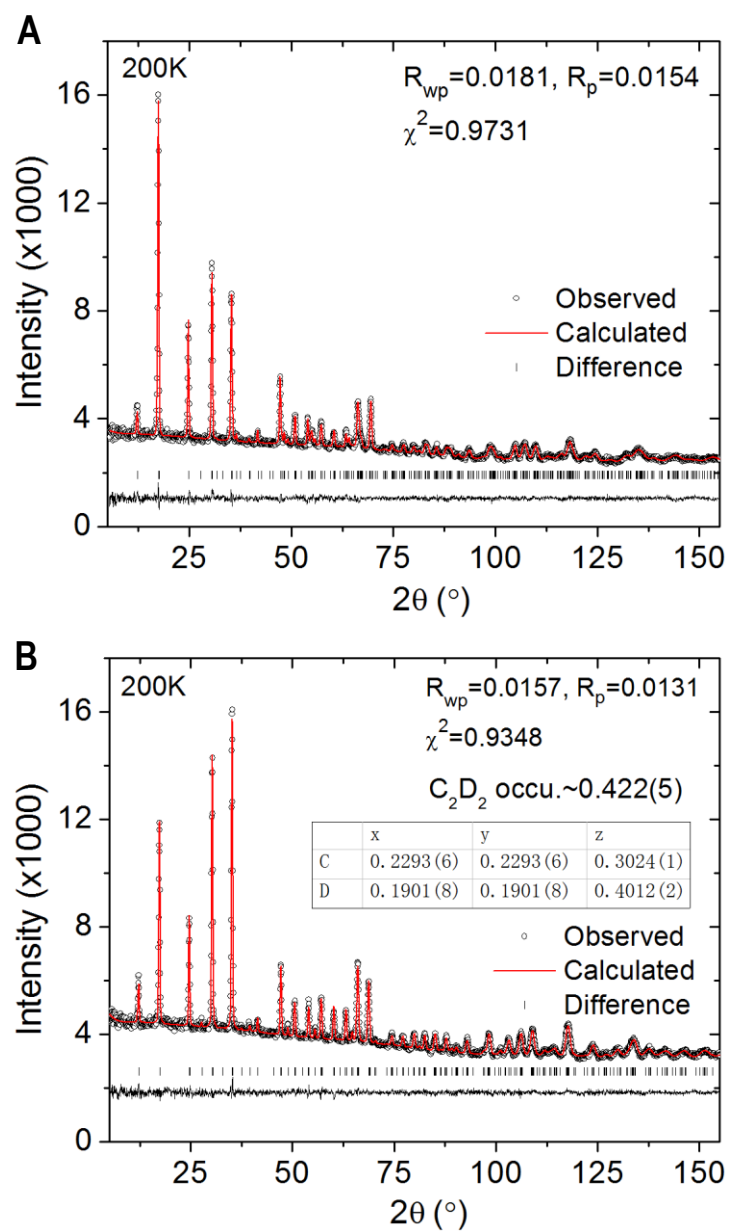 A
200K
R_wp=0.0181, R_p=0.0154
χ²=0.9731
Intensity (x1000)
16
12
8
4
0
Observed
Calculated
Difference
25 50 75 100 125 150
2θ (°)
B
200K
R_wp=0.0157, R_p=0.0131
χ²=0.9348
C₂D₂ occu.~0.422(5)
x y z
C 0.2293(6) 0.2293(6) 0.3024(1)
D 0.1901(8) 0.1901(8) 0.4012(2)
Intensity (x1000)
16
12
8
4
0
Observed
Calculated
Difference
25 50 75 100 125 150
2θ (°)